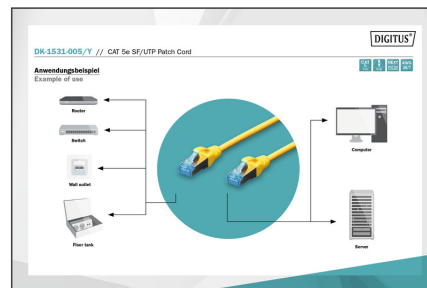 DIGITUS®
DK-1531-005/Y // CAT 5e SF/UTP Patch Cord
Anwendungsbeispiel
Example of use
Router
Switch
Wall outlet
Floor tank
Computer
Server